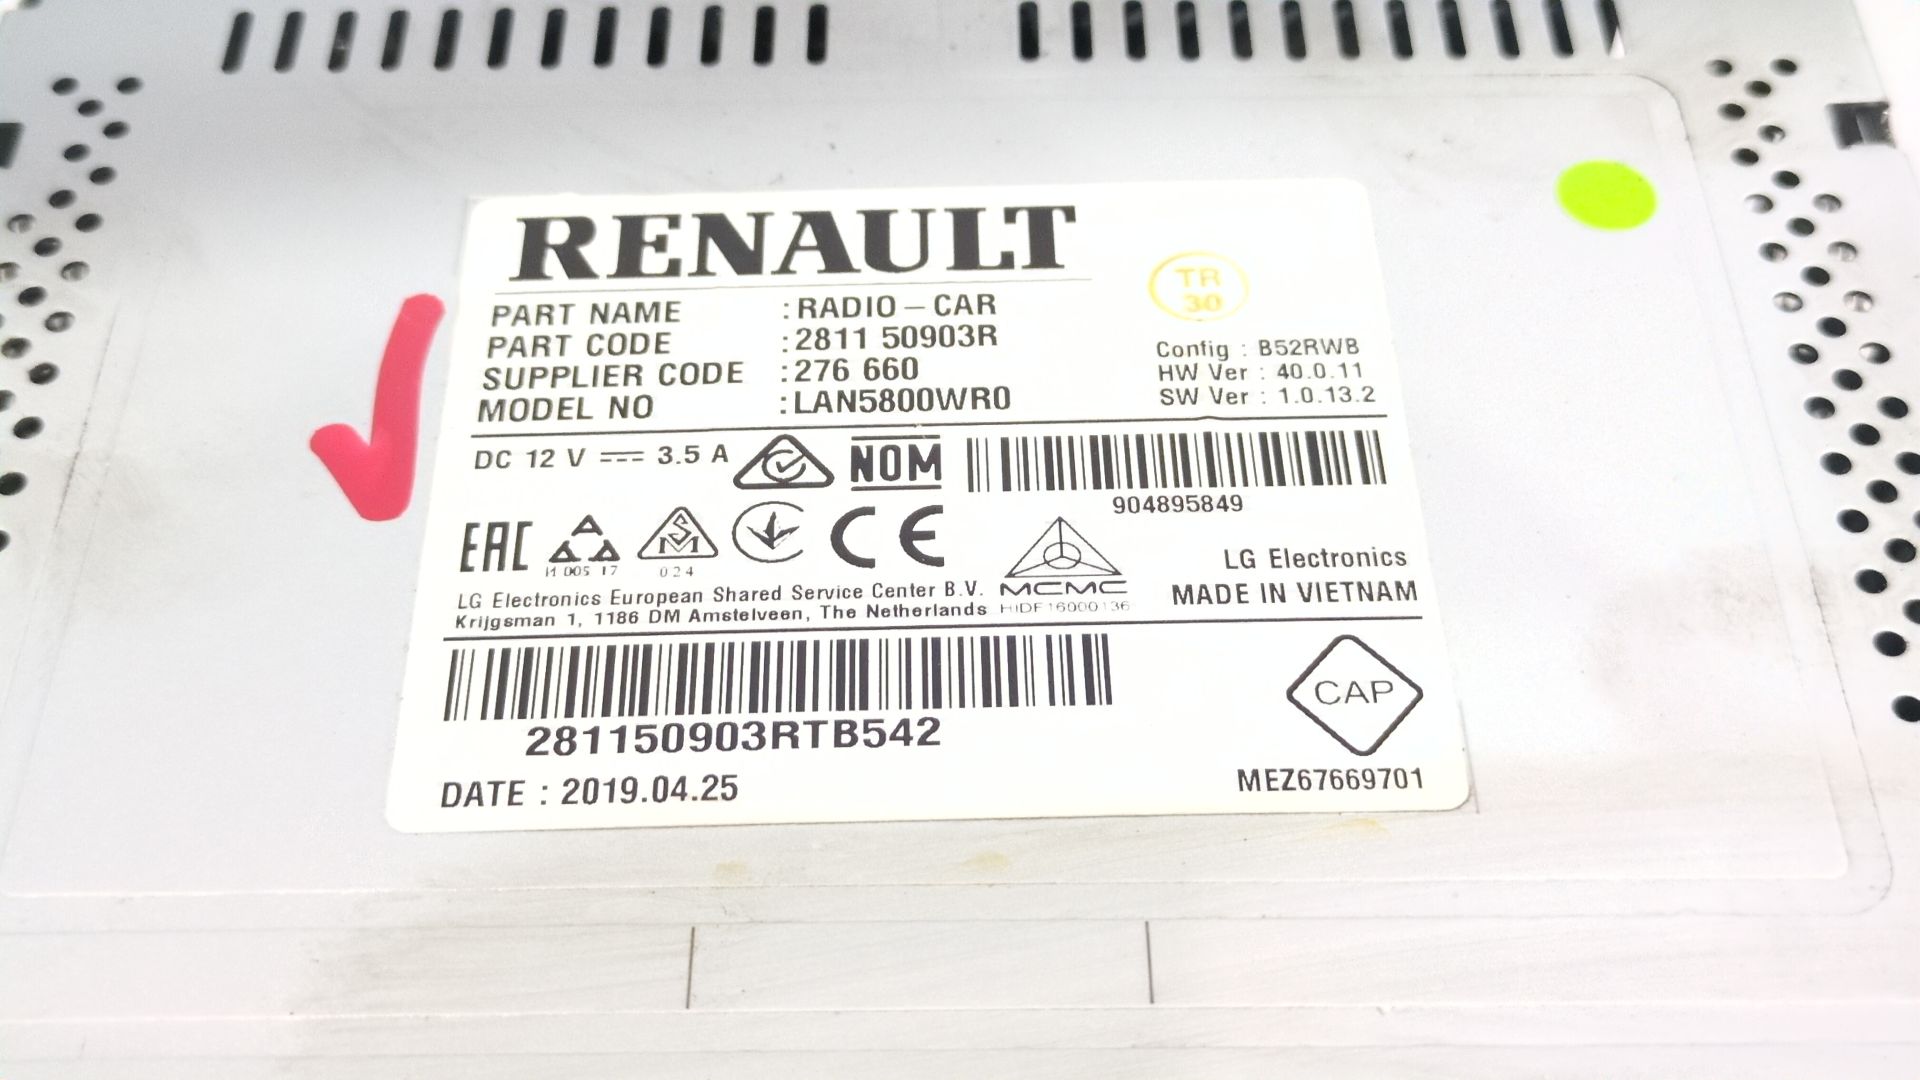 RENAULT
TR
30
PART NAME : RADIO – CAR
PART CODE : 2811 50903R
SUPPLIER CODE : 276 660
MODEL NO : LAN5800WR0
Config : B52RWB
HW Ver : 40.0.11
SW Ver : 1.0.13.2
DC 12 V 3.5 A
NOM
904895849
EAC
CE
SM
024
MCMC
HIDF16000136
LG Electronics
MADE IN VIETNAM
LG Electronics European Shared Service Center B.V.
Krijgsman 1, 1186 DM Amstelveen, The Netherlands
281150903RTB542
CAP
DATE : 2019.04.25
MEZ67669701